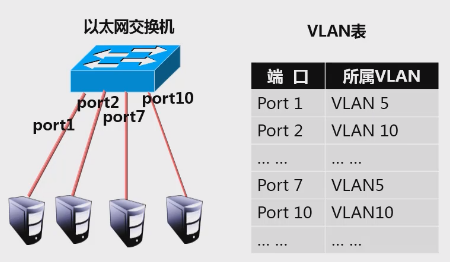 以太网交换机
port1
port2
port7
port10
VLAN表
端 口 所属VLAN
Port 1 VLAN 5
Port 2 VLAN 10
... ... ... ...
Port 7 VLAN5
Port 10 VLAN10
... ... ... ...